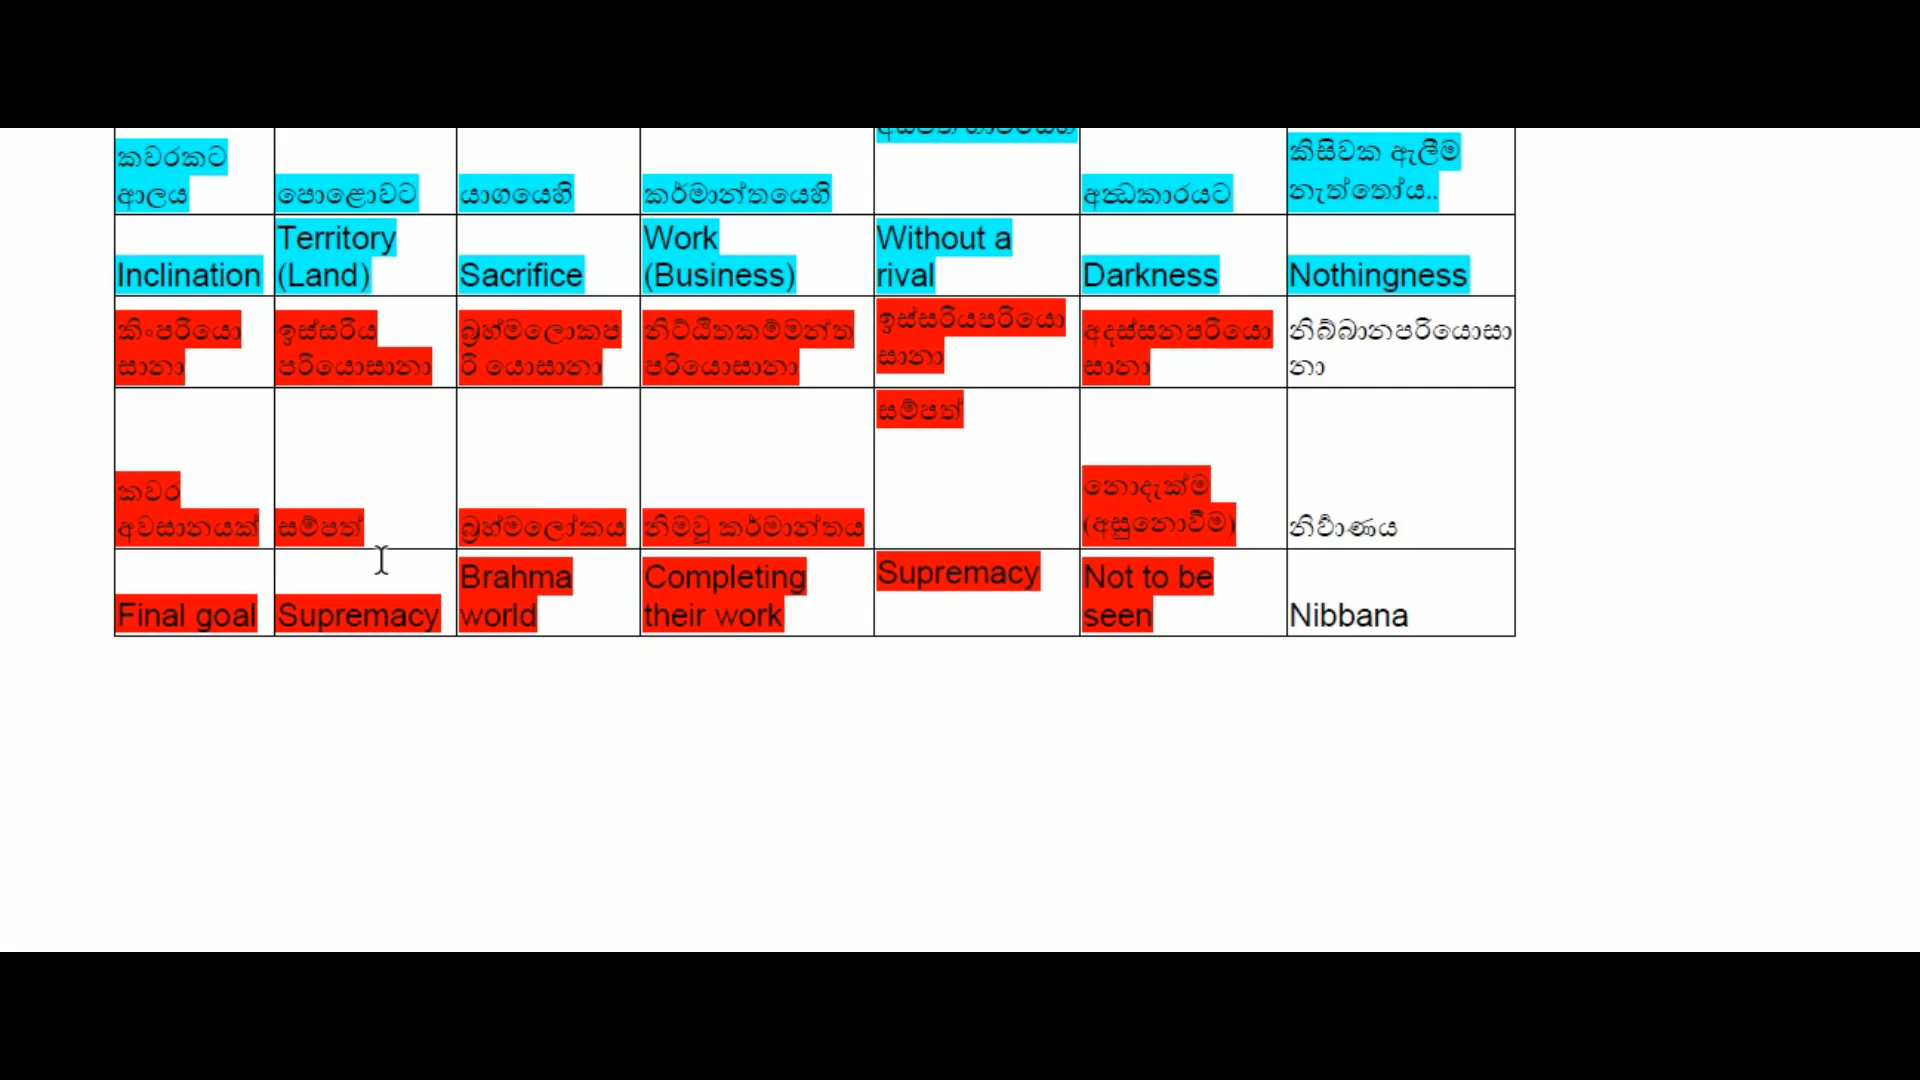 කවරකට
ආලය
පොළොවට
යාගයෙහි
කර්මාන්තයෙහි
අන්‍ධකාරයට
කිසිවක ඇලීම
නැත්තෝය..
Inclination
Territory
(Land)
Sacrifice
Work
(Business)
Without a
rival
Darkness
Nothingness
කිංපරියො
සානා
ඉස්සරිය
පරියොසානා
බ්‍රහ්මලොකප
රි යොසානා
නිට්ඨිතකම්මන්ත
පරියොසානා
ඉස්සරියපරියො
සානා
අදස්සනපරියො
සානා
නිබ්බානපරියොසා
නා
කවර
අවසානයක්
සම්පත්
බ්‍රහ්මලෝකය
නිමවූ කර්මාන්තය
සම්පත්
නොදැක්ම
(අසුනොවීම)
නිර්‍වාණය
Final goal
Supremacy
Brahma
world
Completing
their work
Supremacy
Not to be
seen
Nibbana